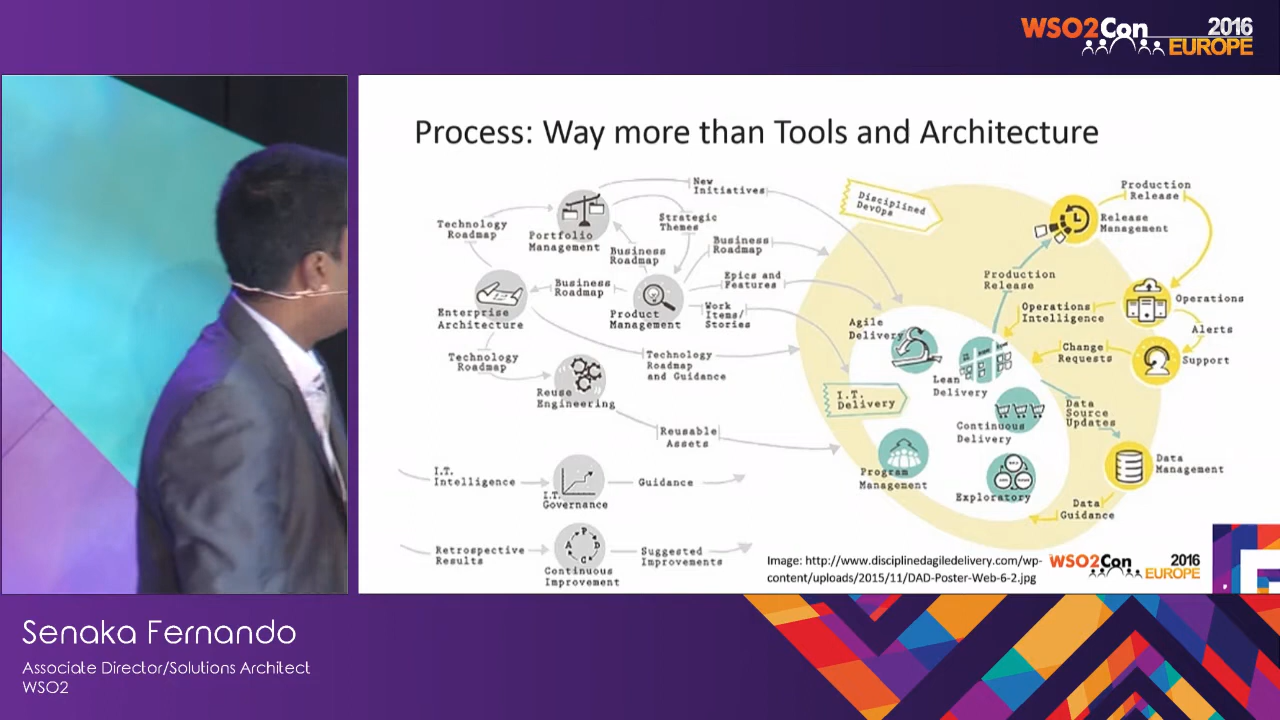 WSO2Con 2016
EUROPE
Process: Way more than Tools and Architecture
New
Initiatives
Technology
Roadmap
Portfolio
Management
Strategic
Themes
Business
Roadmap
Business
Roadmap
Business
Roadmap
Epics and
Features
Enterprise
Architecture
Product
Management
Work
Items/
Stories
Technology
Roadmap
Technology
Roadmap
and Guidance
Reuse
Engineering
Reusable
Assets
I.T.
Intelligence
I.T.
Governance
Guidance
Retrospective
Results
Continuous
Improvement
A P D C
Suggested
Improvements
Disciplined
DevOps
Production
Release
Release
Management
Production
Release
Operations
Intelligence
Operations
Alerts
Change
Requests
Support
Agile
Delivery
Lean
Delivery
I.T.
Delivery
Continuous
Delivery
Data
Source
Updates
Program
Management
Exploratory
Data
Management
Data
Guidance
Image: http://www.disciplinedagiledelivery.com/wp-
content/uploads/2015/11/DAD-Poster-Web-6-2.jpg
WSO2Con 2016
EUROPE
Senaka Fernando
Associate Director/Solutions Architect
WSO2